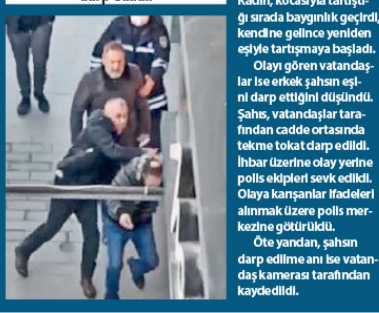 Kadın, kocasıyla tartıştı-
ğı sırada baygınlık geçirdi,
kendine gelince yeniden
eşiyle tartışmaya başladı.
Olayı gören vatandaş-
lar ise erkek şahsın eşi-
ni darp ettiğini düşündü.
Şahıs, vatandaşlar tara-
fından cadde ortasında
tekme tokat darp edildi.
İhbar üzerine olay yerine
polis ekipleri sevk edildi.
Olaya karışanlar ifadeleri
alınmak üzere polis mer-
kezine götürüldü.
Öte yandan, şahsın
darp edilme anı ise vatan-
daş kamerası tarafından
kaydedildi.